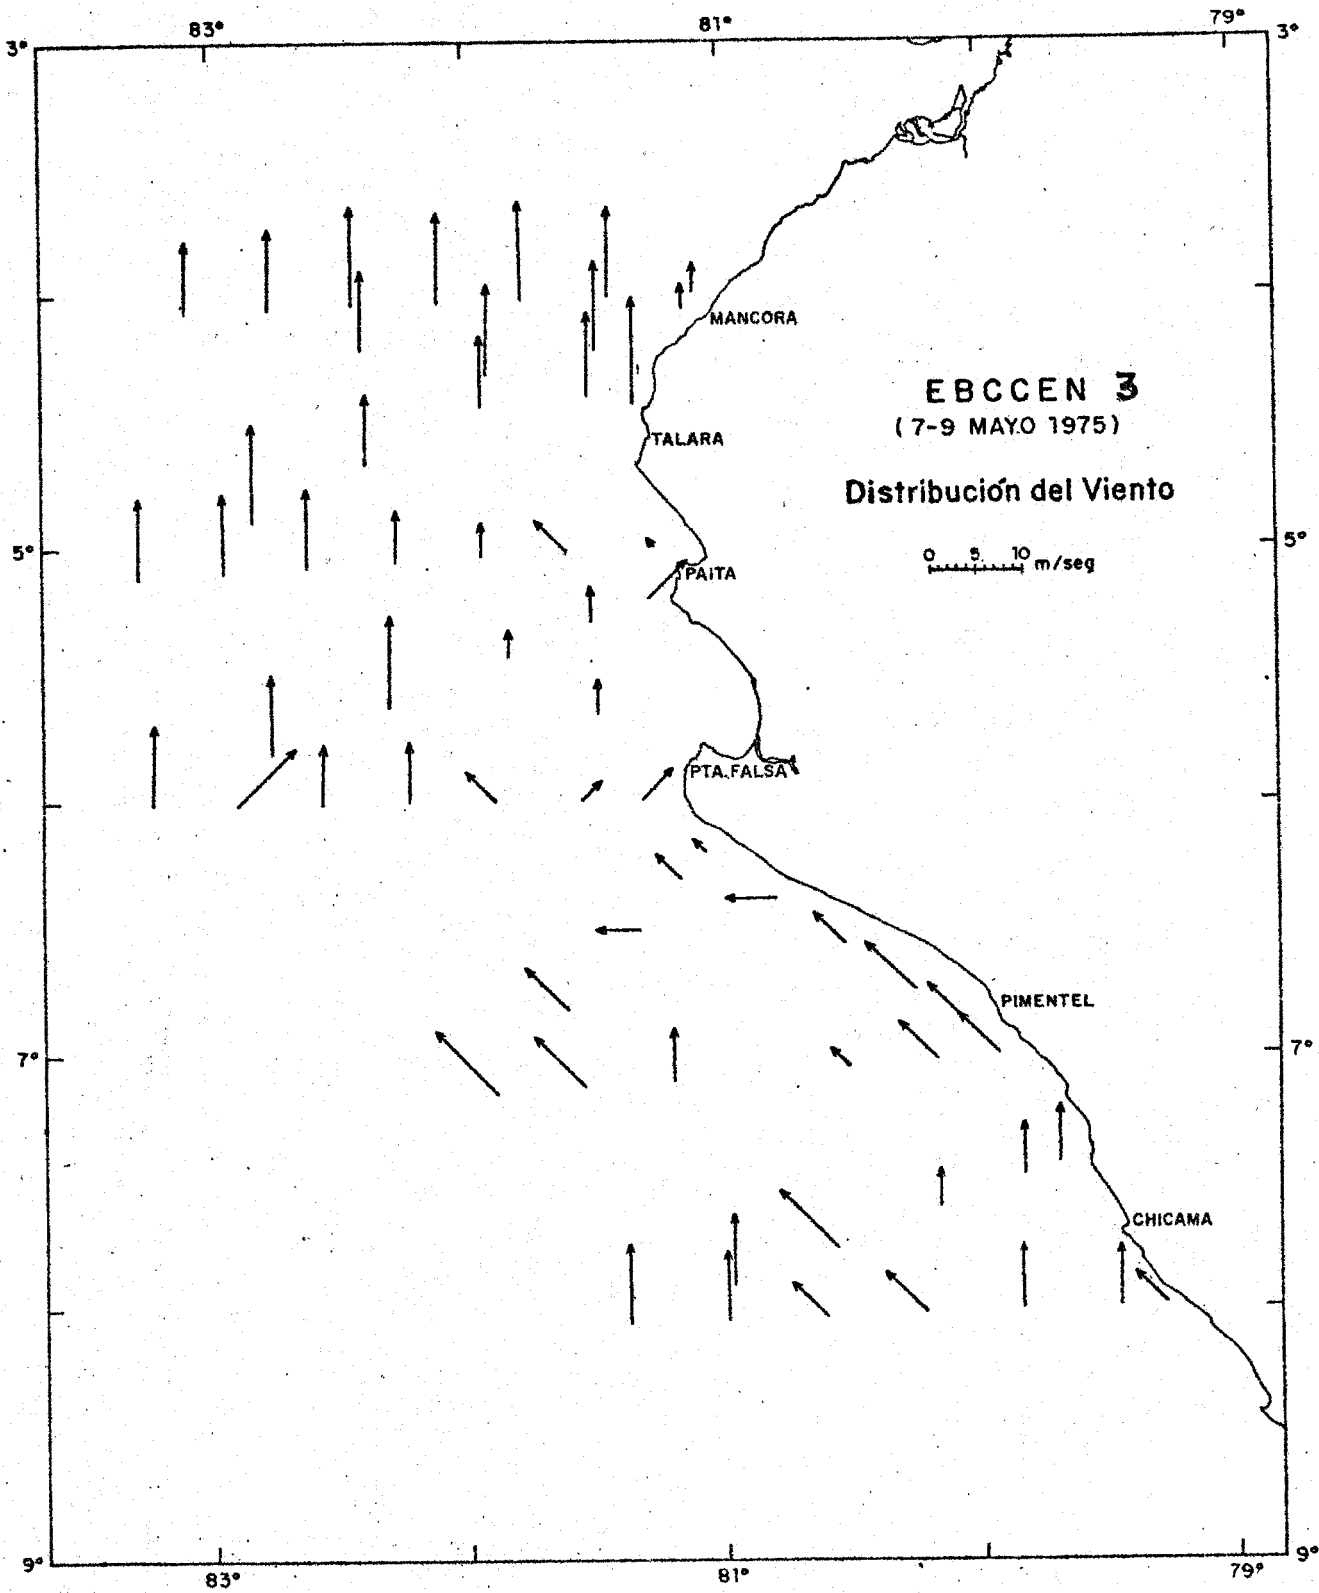 83° 81° 79°
3° 3°
MANCORA
EBCCEN 3
(7-9 MAYO 1975)
TALARA
Distribución del Viento
5° 5°
0 5 10 m/seg
PAITA
PTA. FALSA
PIMENTEL
7° 7°
CHICAMA
9° 9°
83° 81° 79°